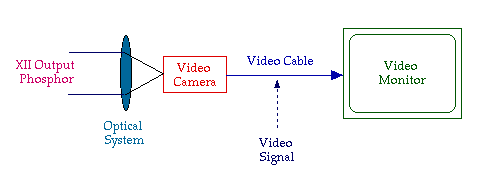 XII Output
Phosphor
Optical
System
Video
Camera
Video Cable
Video
Signal
Video
Monitor